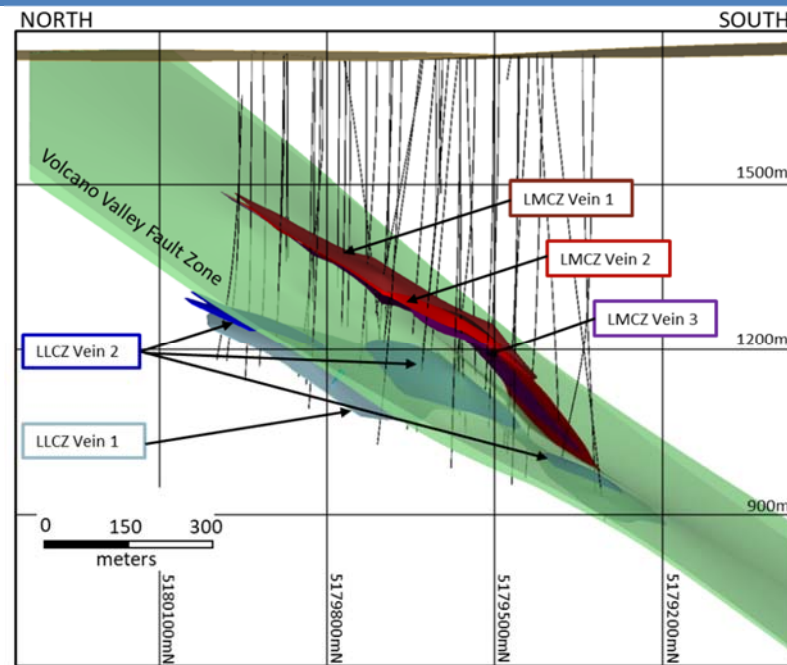 NORTH
SOUTH
Volcano Valley Fault Zone
1500m
LMCZ Vein 1
LMCZ Vein 2
LMCZ Vein 3
1200m
LLCZ Vein 2
LLCZ Vein 1
900m
0 150 300
meters
5180100mN
5179800mN
5179500mN
5179200mN